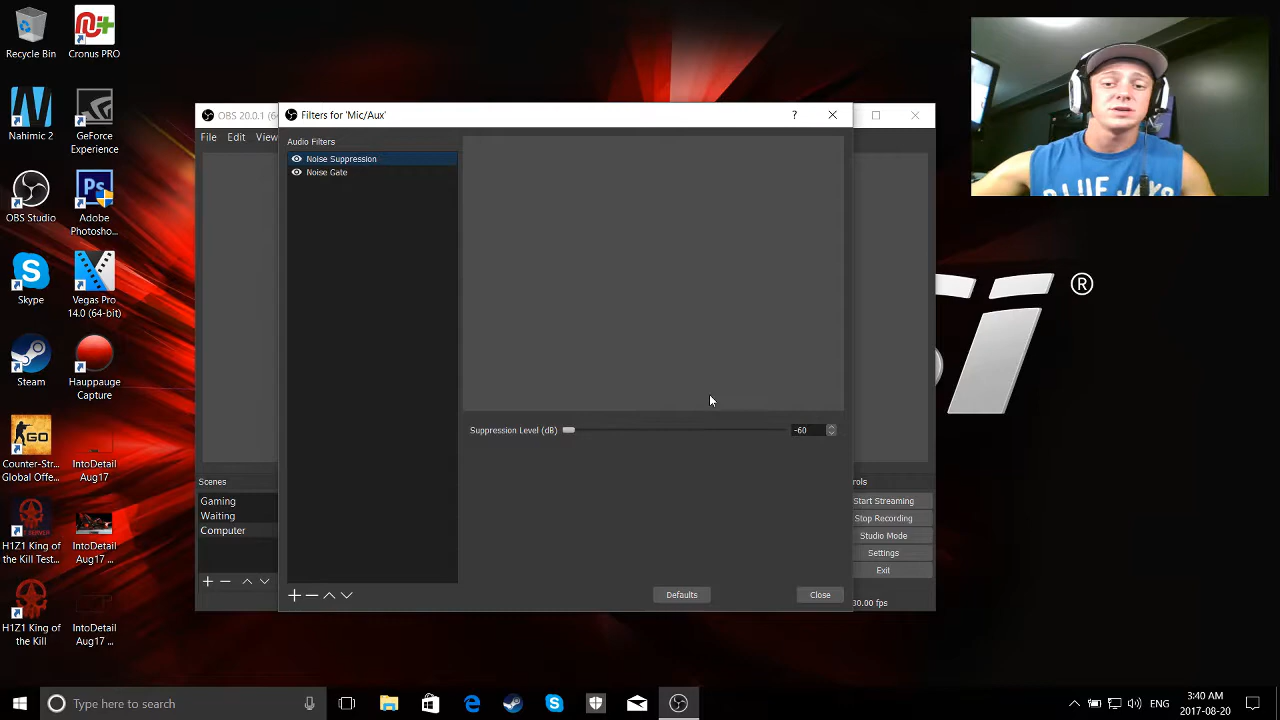 Recycle Bin
Cronus PRO
Nahimic 2
GeForce
Experience
OBS Studio
Adobe
Photosho...
Skype
Vegas Pro
14.0 (64-bit)
Steam
Hauppauge
Capture
Counter-Str...
Global Offe...
IntoDetail
Aug17
H1Z1 King of
the Kill Test...
IntoDetail
Aug17 ...
H1Z1 King of
the Kill
IntoDetail
Aug17 ...
OBS 20.0.1 (6
File Edit View
Filters for 'Mic/Aux'
?
Audio Filters
Noise Suppression
Noise Gate
Suppression Level (dB)
-60
Defaults
Close
Scenes
Gaming
Waiting
Computer
rols
Start Streaming
Stop Recording
Studio Mode
Settings
Exit
30.00 fps
BLUE JAYS
®
Ps
GO
Type here to search
ENG
3:40 AM
2017-08-20